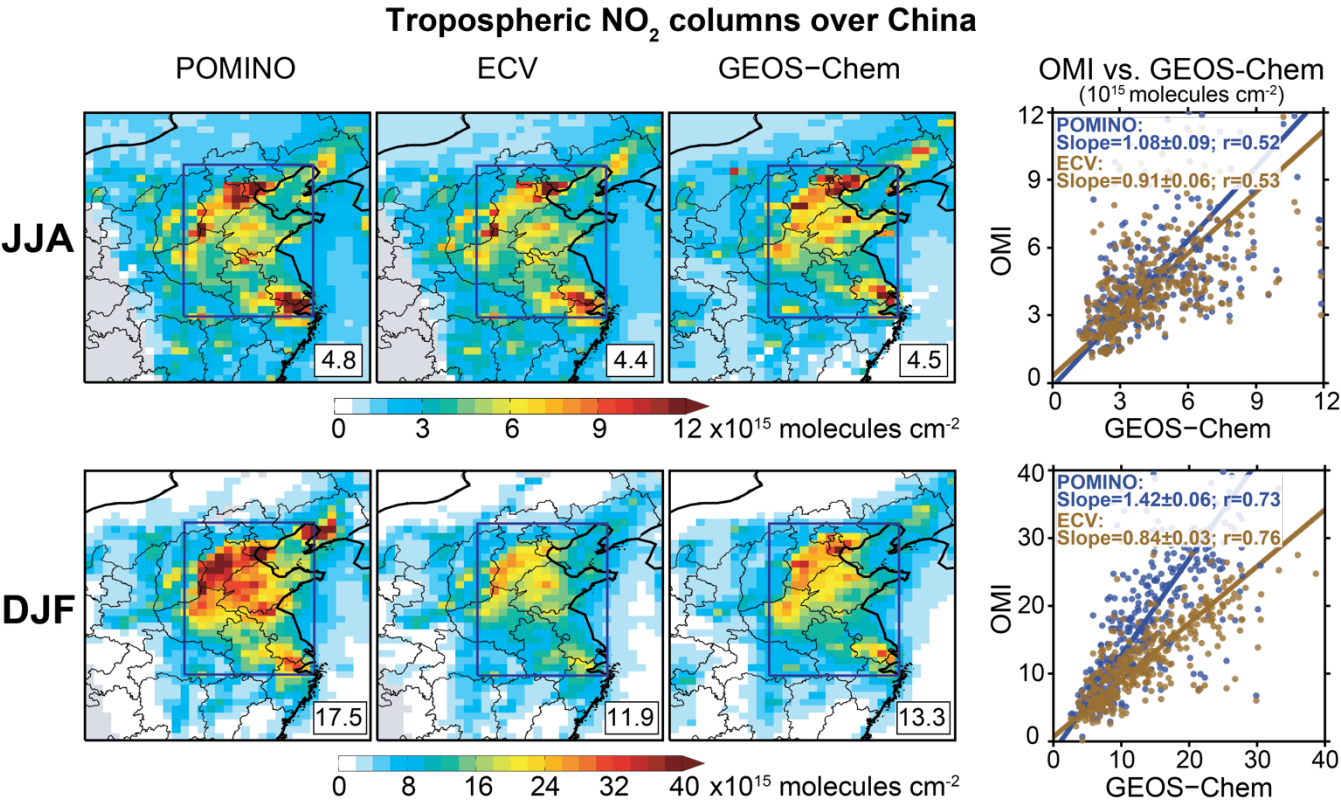 Tropospheric NO₂ columns over China
POMINO
ECV
GEOS−Chem
OMI vs. GEOS-Chem
(10¹⁵ molecules cm⁻²)
JJA
4.8
4.4
4.5
0 3 6 9 12 x10¹⁵ molecules cm⁻²
12
9
6
3
0
OMI
POMINO:
Slope=1.08±0.09; r=0.52
ECV:
Slope=0.91±0.06; r=0.53
0 3 6 9 12
GEOS−Chem
DJF
17.5
11.9
13.3
0 8 16 24 32 40 x10¹⁵ molecules cm⁻²
40
30
20
10
0
OMI
POMINO:
Slope=1.42±0.06; r=0.73
ECV:
Slope=0.84±0.03; r=0.76
0 10 20 30 40
GEOS−Chem